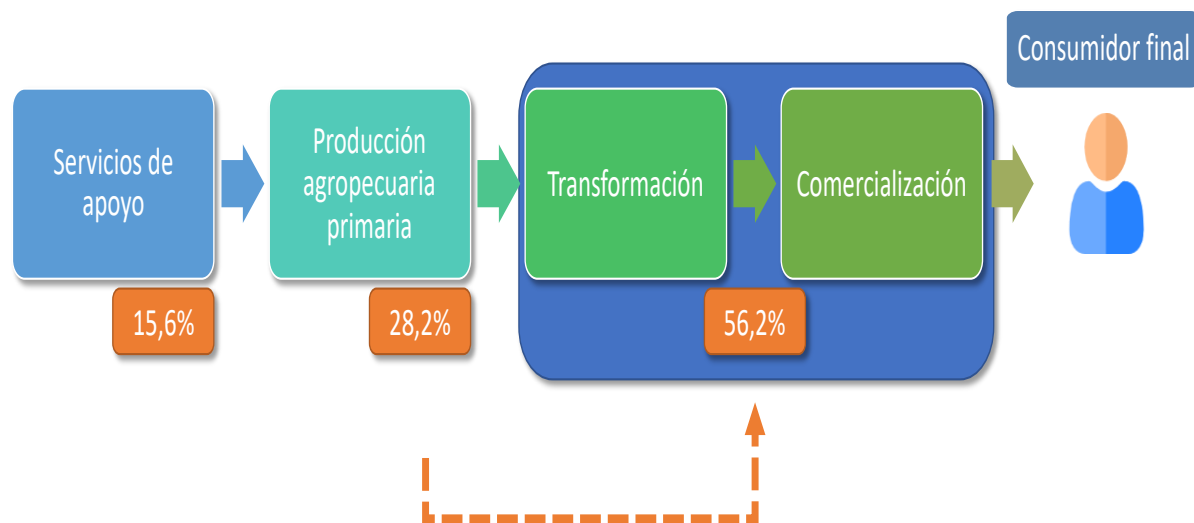 Consumidor final
Servicios de
apoyo
Producción
agropecuaria
primaria
Transformación
Comercialización
15,6%
28,2%
56,2%